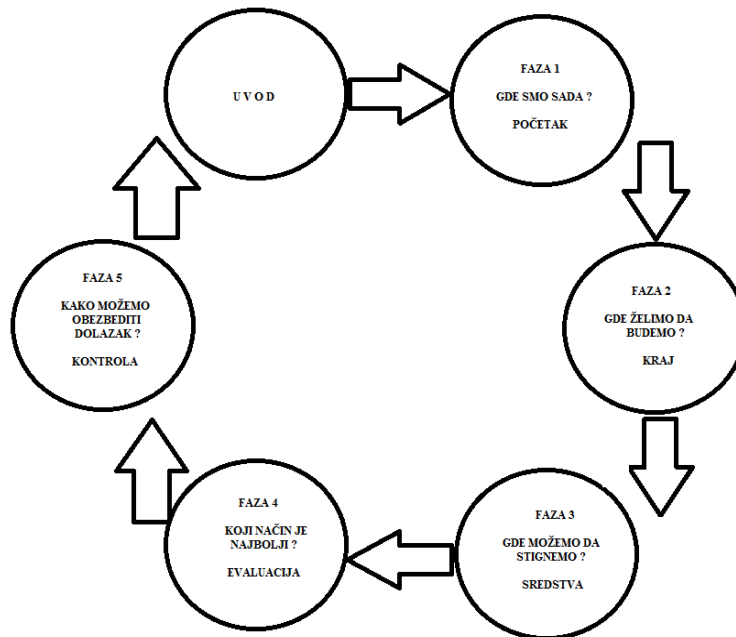 U V O D
FAZA 1
GDE SMO SADA ?
POČETAK
FAZA 2
GDE ŽELIMO DA
BUDEMO ?
KRAJ
FAZA 3
GDE MOŽEMO DA
STIGNEMO ?
SREDSTVA
FAZA 4
KOJI NAČIN JE
NAJBOLJI ?
EVALUACIJA
FAZA 5
KAKO MOŽEMO
OBEZBEDITI
DOLAZAK ?
KONTROLA